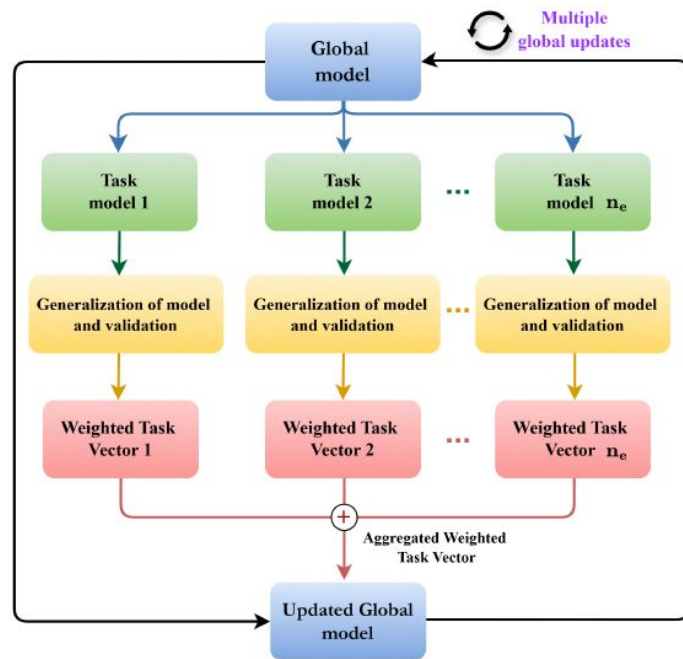 Multiple
global updates
Global
model
Task
model 1
Task
model 2
...
Task
model n_e
Generalization of model
and validation
Generalization of model
and validation
...
Generalization of model
and validation
Weighted Task
Vector 1
Weighted Task
Vector 2
...
Weighted Task
Vector n_e
+
Aggregated Weighted
Task Vector
Updated Global
model